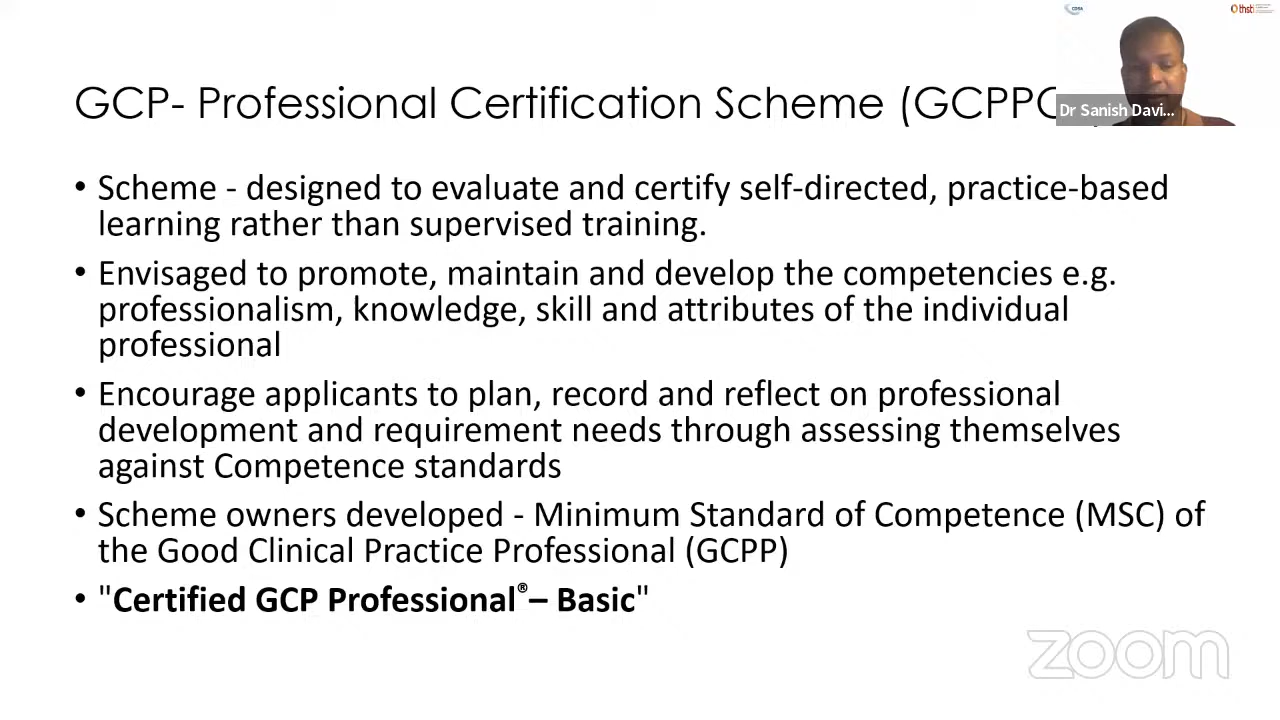 cdsa
thsti
GCP- Professional Certification Scheme (GCPPC
Dr Sanish Davi...
• Scheme - designed to evaluate and certify self-directed, practice-based
learning rather than supervised training.
• Envisaged to promote, maintain and develop the competencies e.g.
professionalism, knowledge, skill and attributes of the individual
professional
• Encourage applicants to plan, record and reflect on professional
development and requirement needs through assessing themselves
against Competence standards
• Scheme owners developed - Minimum Standard of Competence (MSC) of
the Good Clinical Practice Professional (GCPP)
• "Certified GCP Professional®– Basic"
zoom